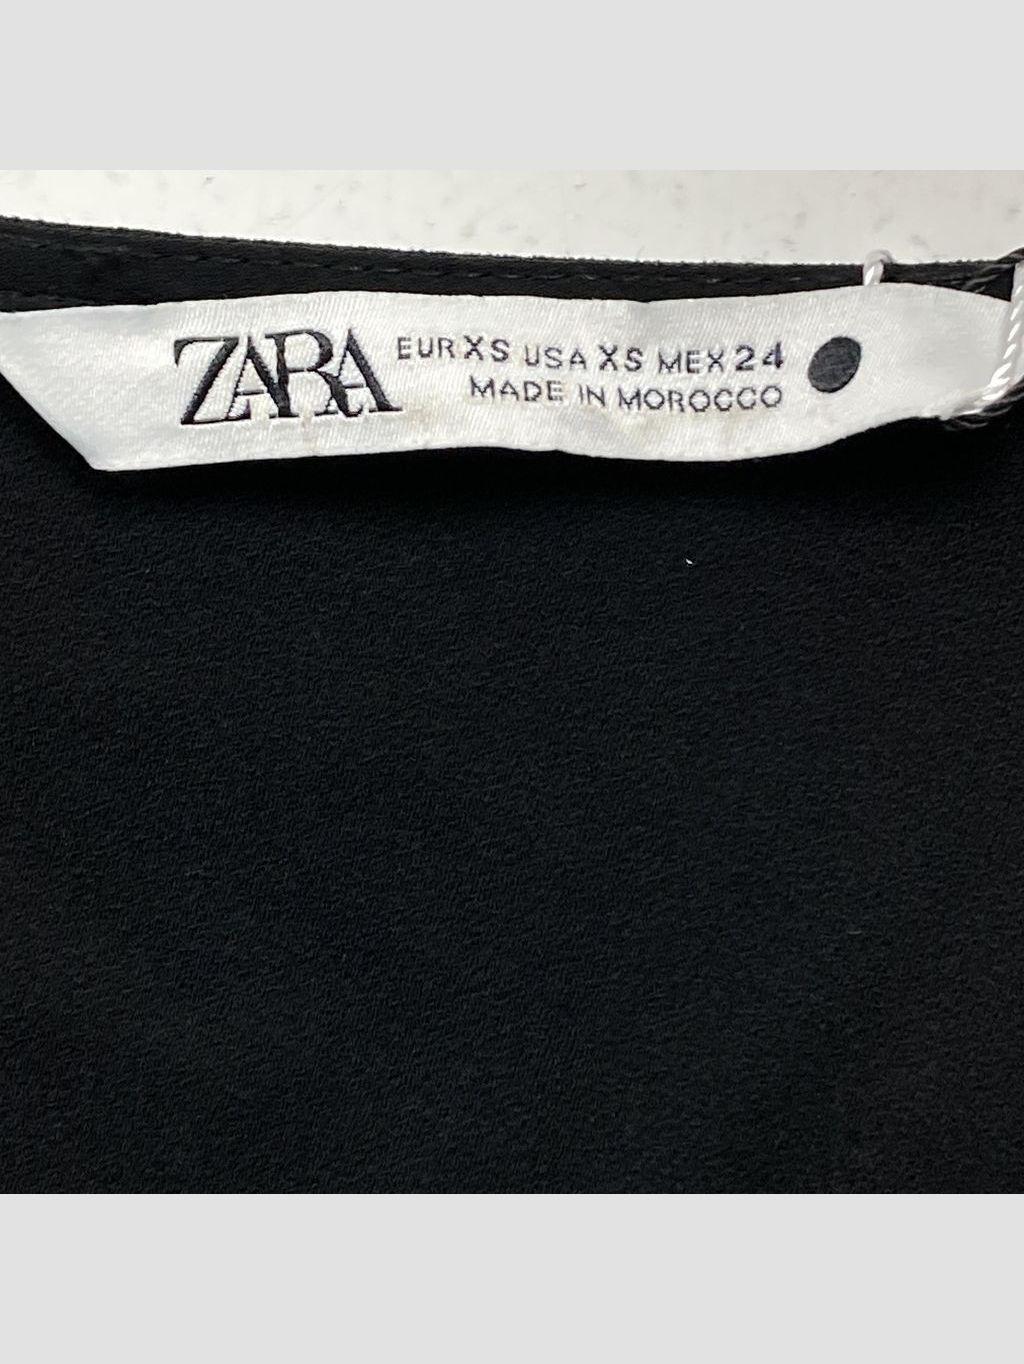 ZARA EUR XS USA XS MEX 24
MADE IN MOROCCO